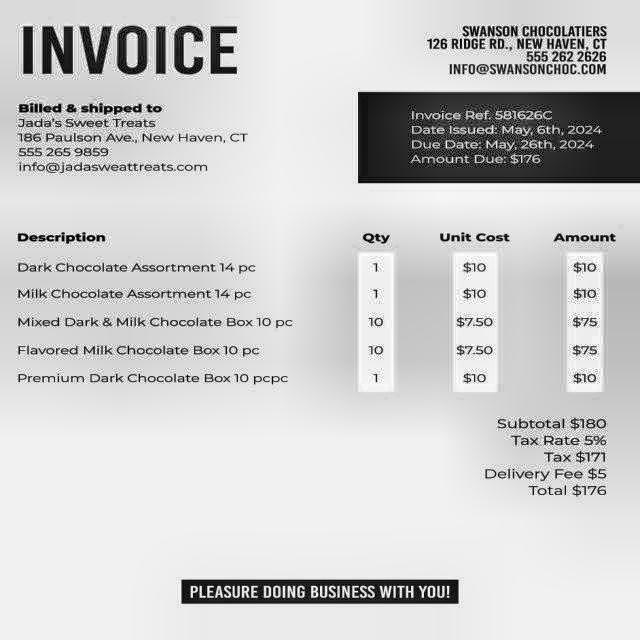 INVOICE
SWANSON CHOCOLATIERS
126 RIDGE RD., NEW HAVEN, CT
555 262 2626
INFO@SWANSONCHOC.COM
Billed & shipped to
Jada's Sweet Treats
186 Paulson Ave., New Haven, CT
555 265 9859
info@jadasweattreats.com
Invoice Ref. 581626C
Date Issued: May, 6th, 2024
Due Date: May, 26th, 2024
Amount Due: $176
Description Qty Unit Cost Amount
Dark Chocolate Assortment 14 pc 1 $10 $10
Milk Chocolate Assortment 14 pc 1 $10 $10
Mixed Dark & Milk Chocolate Box 10 pc 10 $7.50 $75
Flavored Milk Chocolate Box 10 pc 10 $7.50 $75
Premium Dark Chocolate Box 10 pcpc 1 $10 $10
Subtotal $180
Tax Rate 5%
Tax $171
Delivery Fee $5
Total $176
PLEASURE DOING BUSINESS WITH YOU!